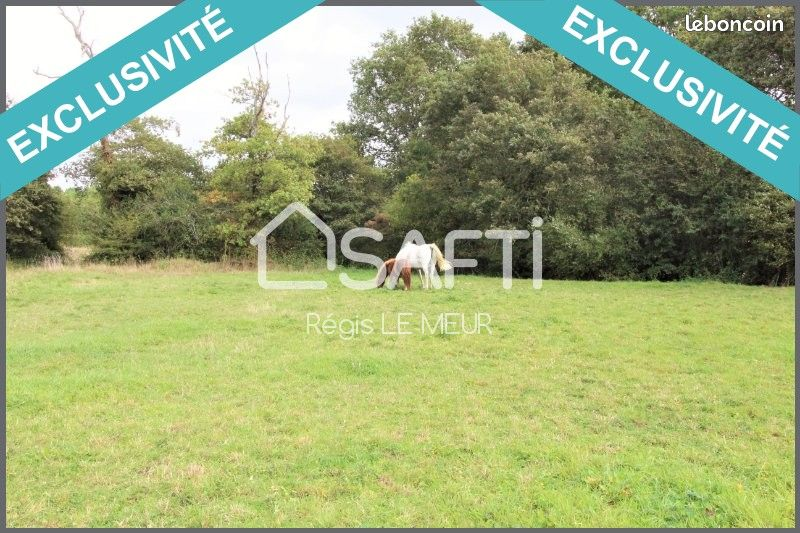 EXCLUSIVITÉ
EXCLUSIVITÉ
leboncoin
SAFTi
Régis LE MEUR